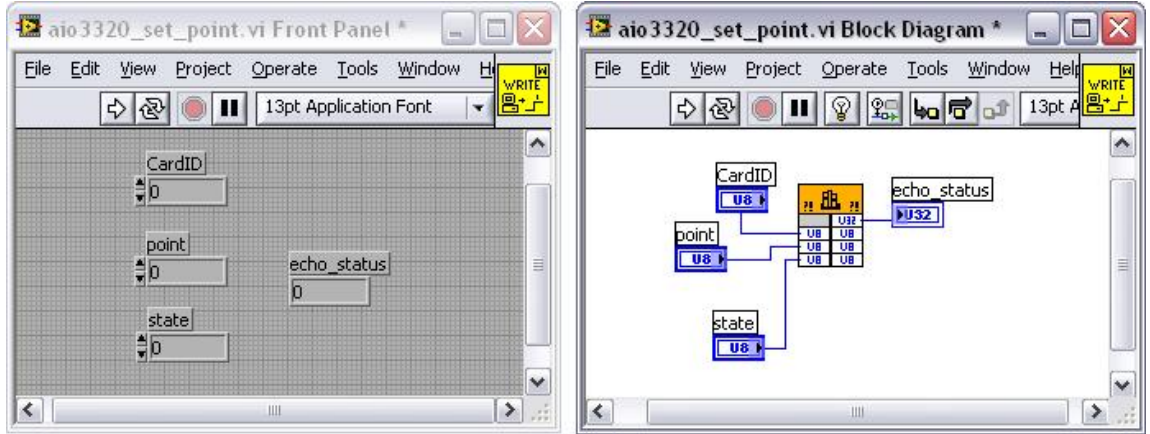 aio3320_set_point.vi Front Panel *
File Edit View Project Operate Tools Window
WRITE
13pt Application Font
CardID
0
point
0
echo_status
0
state
0
aio3320_set_point.vi Block Diagram *
File Edit View Project Operate Tools Window Help
WRITE
13pt A
CardID
U8
?! ?!
echo_status
U32
U32
point
U8
U8 U8
U8 U8
U8 U8
state
U8